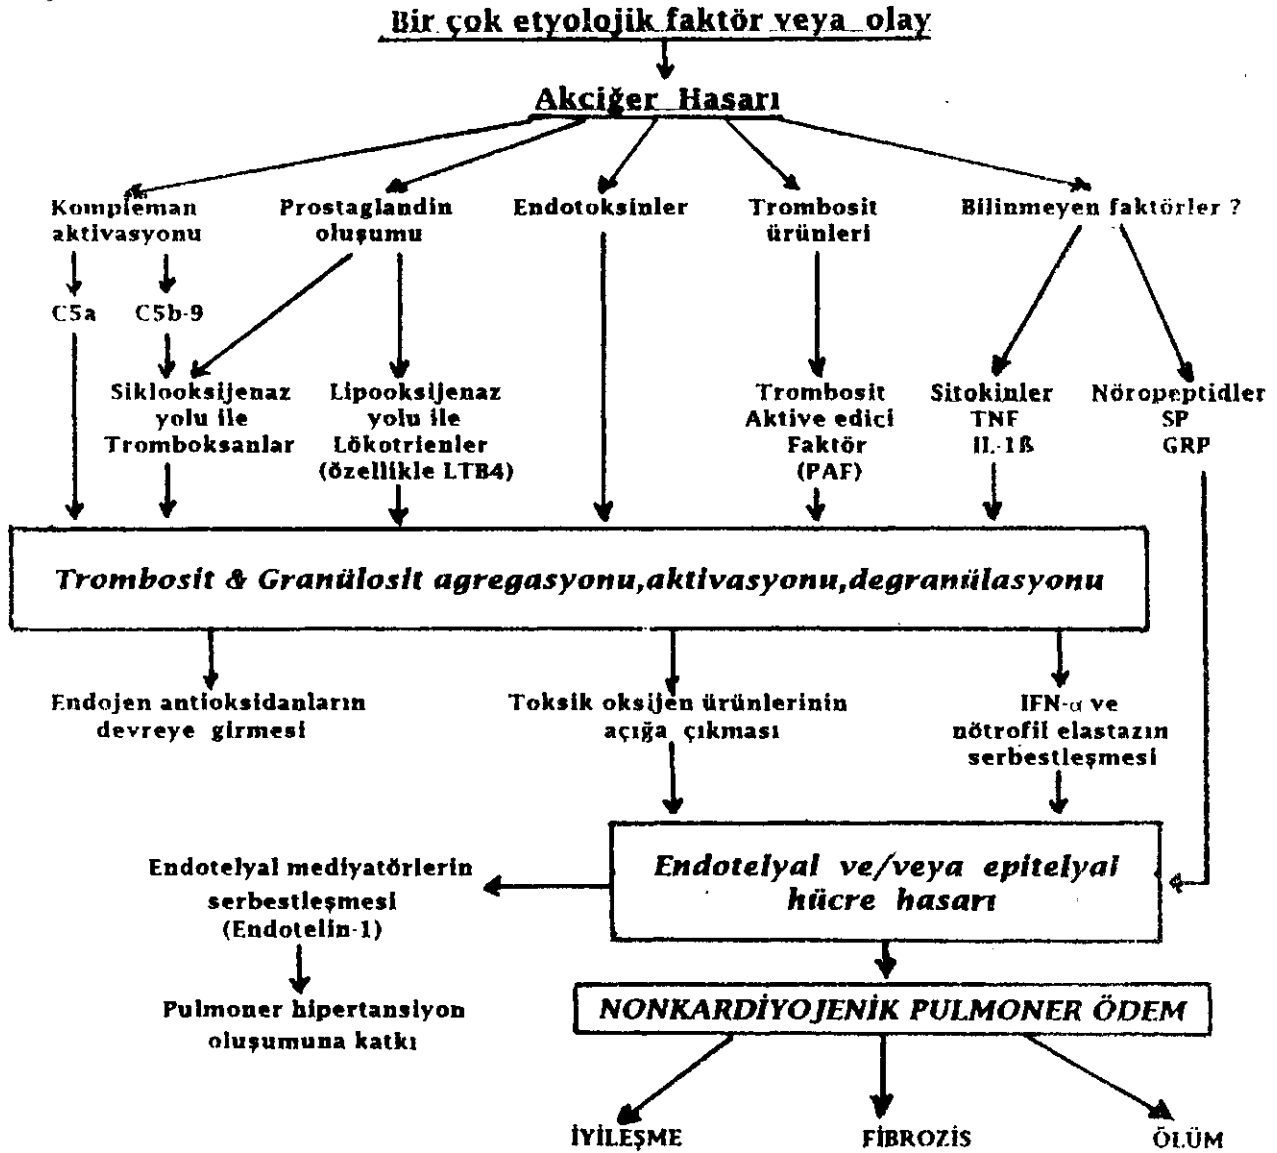 Bir çok etyolojik faktör veya olay
Akciğer Hasarı
Kompleman
aktivasyonu
Prostaglandin
oluşumu
Endotoksinler
Trombosit
ürünleri
Bilinmeyen faktörler ?
C5a
C5b-9
Siklooksijenaz
yolu ile
Tromboksanlar
Lipooksijenaz
yolu ile
Lökotrienler
(özellikle LTB4)
Trombosit
Aktive edici
Faktör
(PAF)
Sitokinler
TNF
IL-1ß
Nöropeptidler
SP
GRP
Trombosit & Granülosit agregasyonu,aktivasyonu,degranülasyonu
Endojen antioksidanların
devreye girmesi
Toksik oksijen ürünlerinin
açığa çıkması
IFN-α ve
nötrofil elastazın
serbestleşmesi
Endotelyal ve/veya epitelyal
hücre hasarı
Endotelyal mediyatörlerin
serbestleşmesi
(Endotelin-1)
Pulmoner hipertansiyon
oluşumuna katkı
NONKARDİYOJENİK PULMONER ÖDEM
İYİLEŞME
FİBROZİS
ÖLÜM